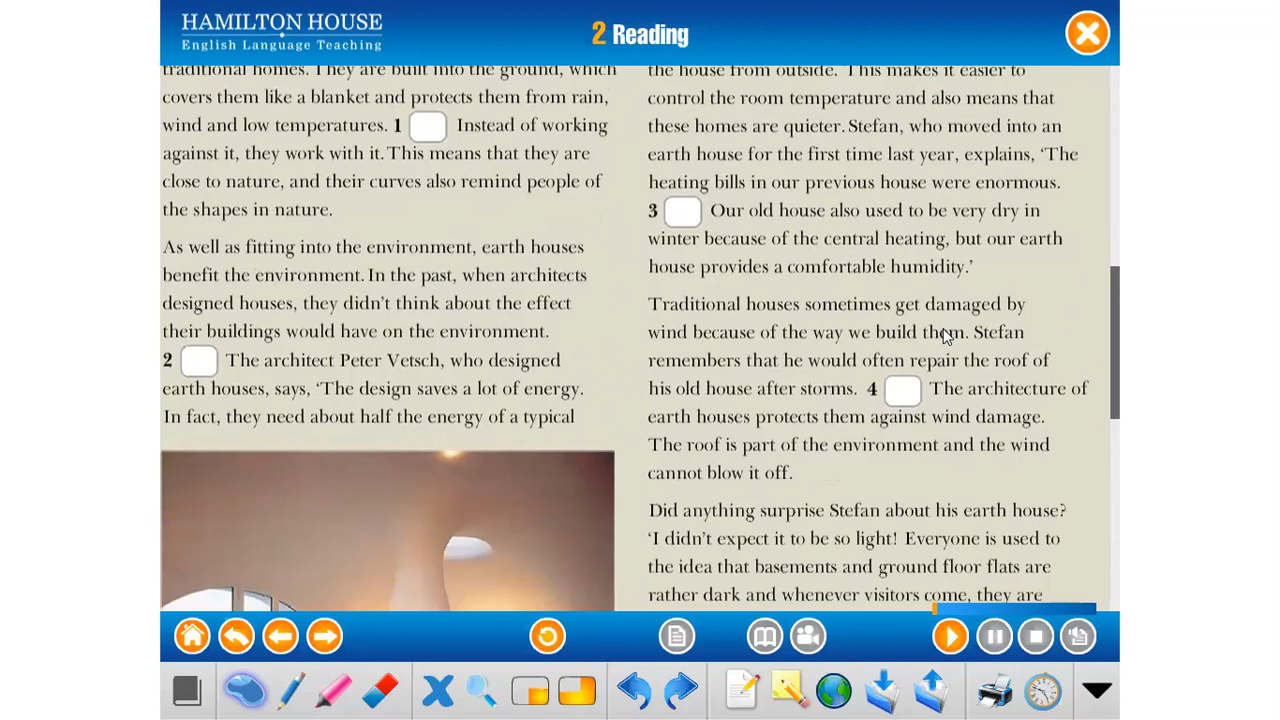 HAMILTON HOUSE
English Language Teaching
2 Reading
traditional homes. They are built into the ground, which
covers them like a blanket and protects them from rain,
wind and low temperatures. 1 Instead of working
against it, they work with it. This means that they are
close to nature, and their curves also remind people of
the shapes in nature.
As well as fitting into the environment, earth houses
benefit the environment. In the past, when architects
designed houses, they didn't think about the effect
their buildings would have on the environment.
2 The architect Peter Vetsch, who designed
earth houses, says, ‘The design saves a lot of energy.
In fact, they need about half the energy of a typical
the house from outside. This makes it easier to
control the room temperature and also means that
these homes are quieter. Stefan, who moved into an
earth house for the first time last year, explains, ‘The
heating bills in our previous house were enormous.
3 Our old house also used to be very dry in
winter because of the central heating, but our earth
house provides a comfortable humidity.’
Traditional houses sometimes get damaged by
wind because of the way we build them. Stefan
remembers that he would often repair the roof of
his old house after storms. 4 The architecture of
earth houses protects them against wind damage.
The roof is part of the environment and the wind
cannot blow it off.
Did anything surprise Stefan about his earth house?
‘I didn't expect it to be so light! Everyone is used to
the idea that basements and ground floor flats are
rather dark and whenever visitors come, they are